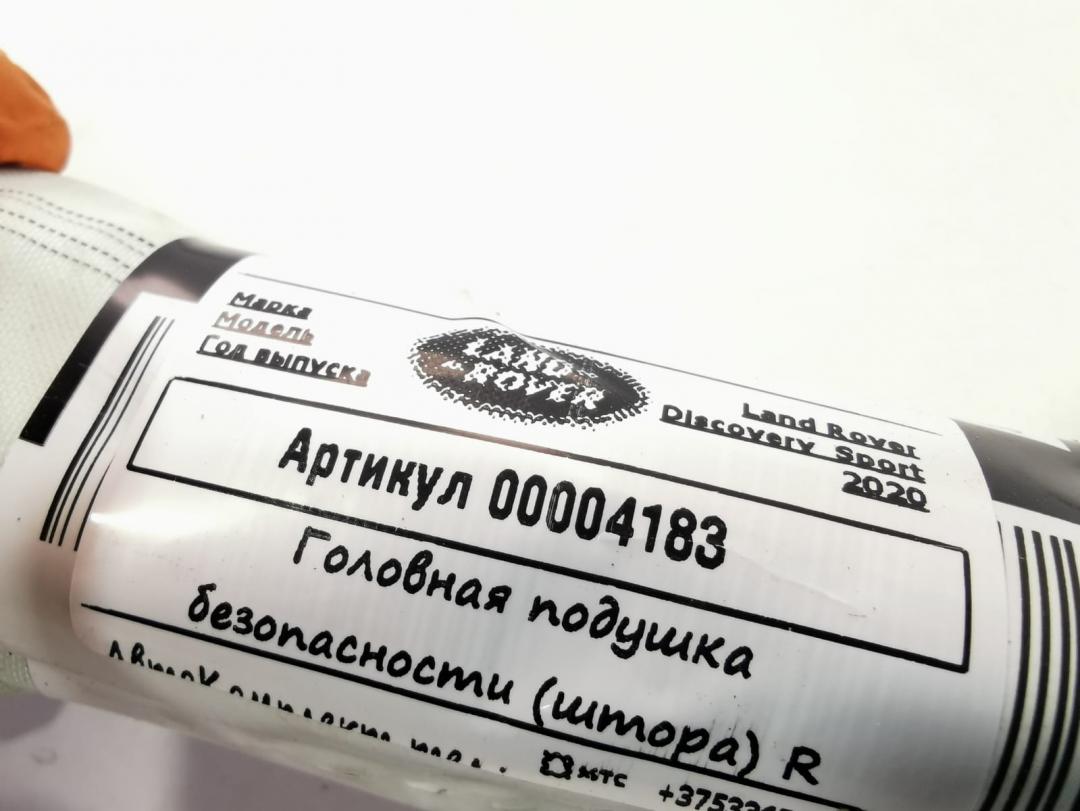 Марка
Модель
Год выпуска
LAND
ROVER
Land Rover
Discovery Sport
2020
Артикул 00004183
Головная подушка
безопасности (штора) R
мтс